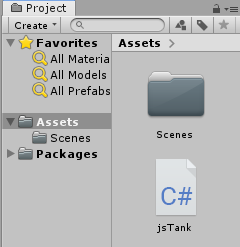 Project
Create
Favorites
All Materia
All Models
All Prefabs
Assets
Scenes
Packages
Assets
Scenes
C#
jsTank